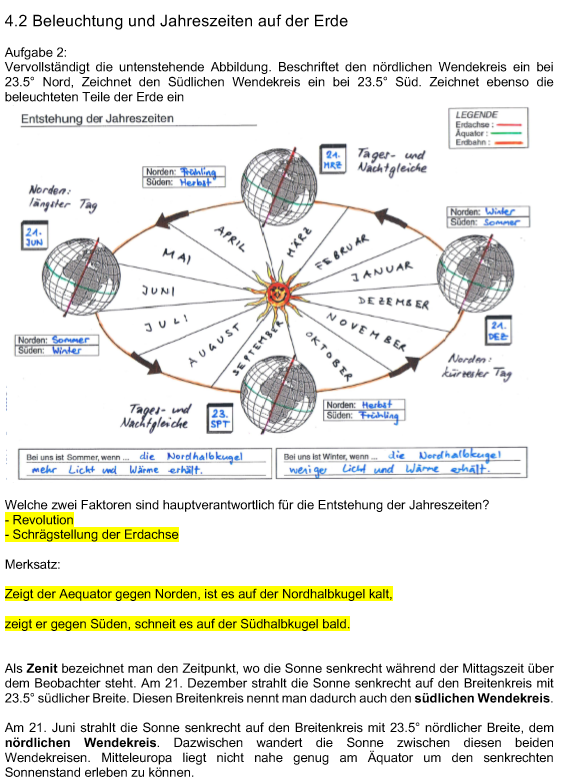 4.2 Beleuchtung und Jahreszeiten auf der Erde
Aufgabe 2:
Vervollständigt die untenstehende Abbildung. Beschriftet den nördlichen Wendekreis ein bei
23.5° Nord, Zeichnet den Südlichen Wendekreis ein bei 23.5° Süd. Zeichnet ebenso die
beleuchteten Teile der Erde ein
Entstehung der Jahreszeiten
LEGENDE
Erdachse :
Äquator :
Erdbahn :
21.
MRZ
Tages- und
Nachtgleiche
Norden: Frühling
Süden: Herbst
Norden:
längster Tag
21.
JUN
Norden: Winter
Süden: Sommer
APRIL
MÄRZ
FEBRUAR
MAI
JANUAR
JUNI
DEZEMBER
JULI
NOVEMBER
AUGUST
SEPTEMBER
OKTOBER
Norden: Sommer
Süden: Winter
21.
DEZ
Norden:
kürzester Tag
Tages- und
Nachtgleiche
23.
SPT
Norden: Herbst
Süden: Frühling
Bei uns ist Sommer, wenn ... die Nordhalbkugel
mehr Licht und Wärme erhält.
Bei uns ist Winter, wenn ... die Nordhalbkugel
weniger Licht und Wärme erhält.
Welche zwei Faktoren sind hauptverantwortlich für die Entstehung der Jahreszeiten?
- Revolution
- Schrägstellung der Erdachse
Merksatz:
Zeigt der Aequator gegen Norden, ist es auf der Nordhalbkugel kalt,
zeigt er gegen Süden, schneit es auf der Südhalbkugel bald.
Als Zenit bezeichnet man den Zeitpunkt, wo die Sonne senkrecht während der Mittagszeit über
dem Beobachter steht. Am 21. Dezember strahlt die Sonne senkrecht auf den Breitenkreis mit
23.5° südlicher Breite. Diesen Breitenkreis nennt man dadurch auch den südlichen Wendekreis.
Am 21. Juni strahlt die Sonne senkrecht auf den Breitenkreis mit 23.5° nördlicher Breite, dem
nördlichen Wendekreis. Dazwischen wandert die Sonne zwischen diesen beiden
Wendekreisen. Mitteleuropa liegt nicht nahe genug am Äquator um den senkrechten
Sonnenstand erleben zu können.